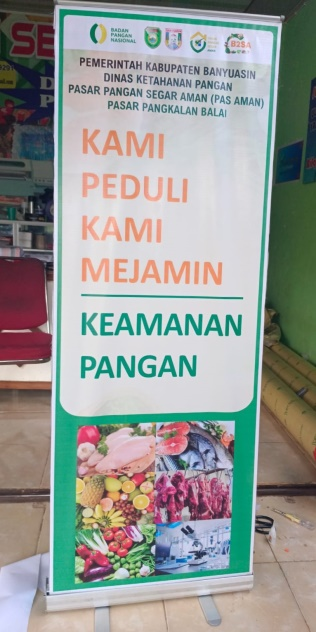 BADAN
PANGAN
NASIONAL
B2SA
PEMERINTAH KABUPATEN BANYUASIN
DINAS KETAHANAN PANGAN
PASAR PANGAN SEGAR AMAN (PAS AMAN)
PASAR PANGKALAN BALAI
KAMI
PEDULI
KAMI
MEJAMIN
KEAMANAN
PANGAN
SE